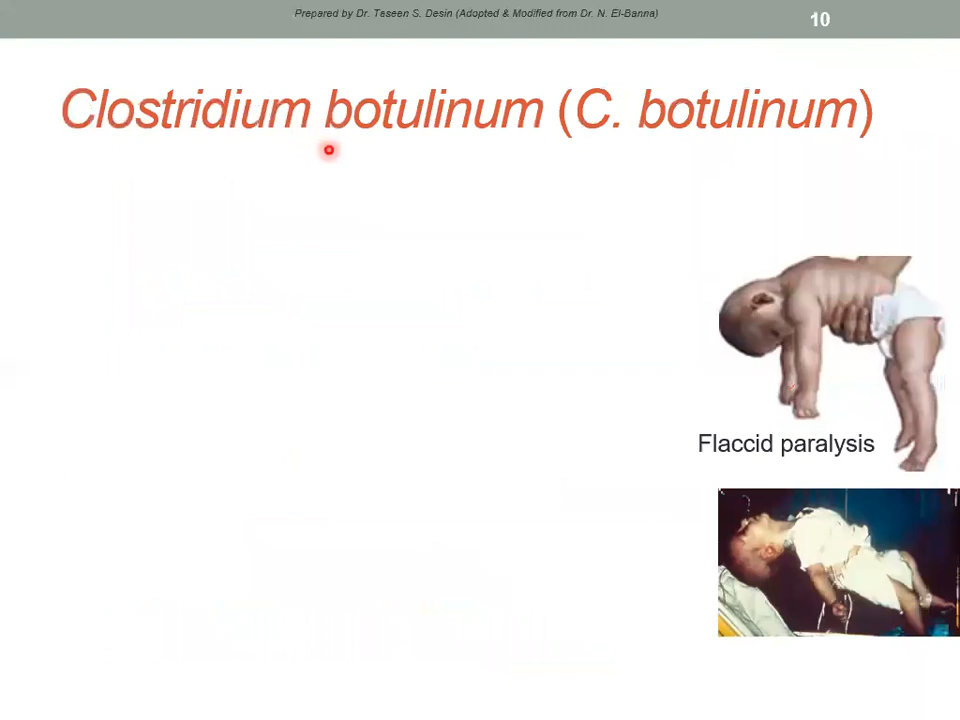 Prepared by Dr. Taseen S. Desin (Adopted & Modified from Dr. N. El-Banna)
10
Clostridium botulinum (C. botulinum)
Flaccid paralysis